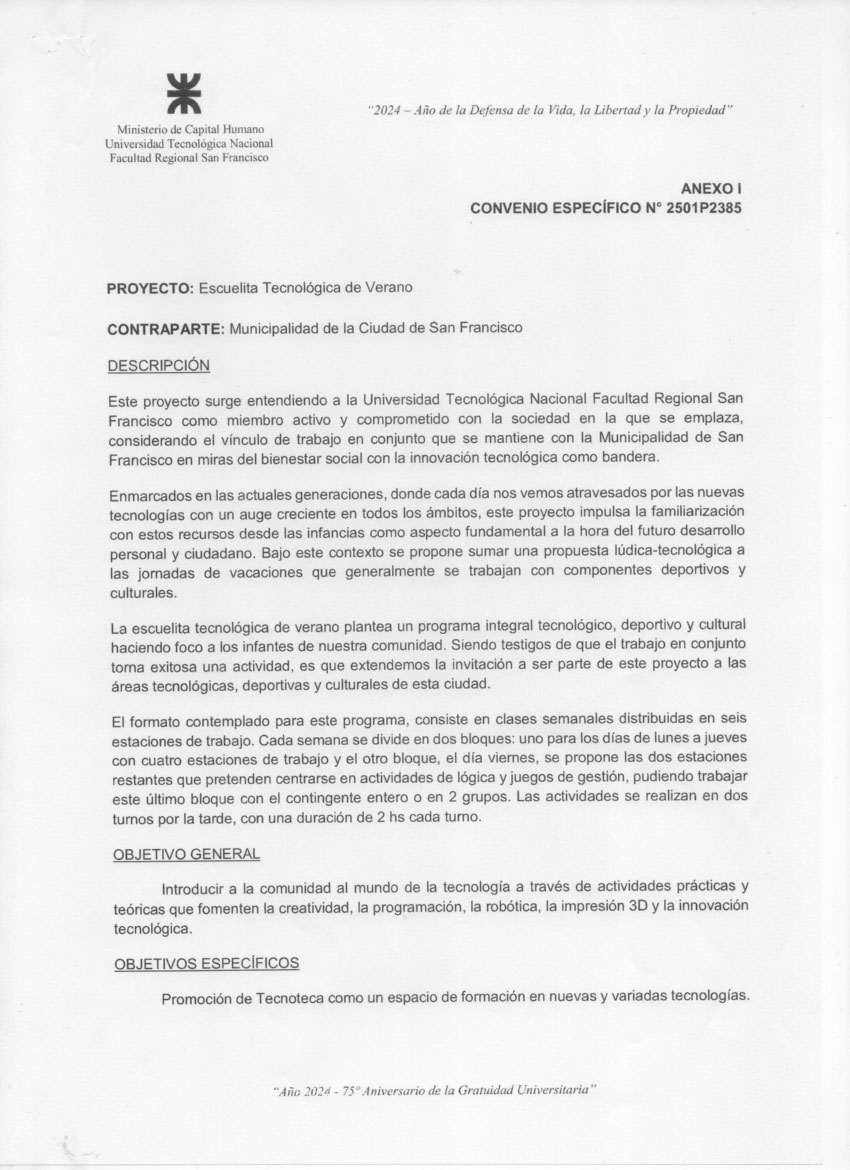 "2024 – Año de la Defensa de la Vida, la Libertad y la Propiedad"
Ministerio de Capital Humano
Universidad Tecnológica Nacional
Facultad Regional San Francisco
ANEXO I
CONVENIO ESPECÍFICO N° 2501P2385
PROYECTO: Escuelita Tecnológica de Verano
CONTRAPARTE: Municipalidad de la Ciudad de San Francisco
DESCRIPCIÓN
Este proyecto surge entendiendo a la Universidad Tecnológica Nacional Facultad Regional San
Francisco como miembro activo y comprometido con la sociedad en la que se emplaza,
considerando el vínculo de trabajo en conjunto que se mantiene con la Municipalidad de San
Francisco en miras del bienestar social con la innovación tecnológica como bandera.
Enmarcados en las actuales generaciones, donde cada día nos vemos atravesados por las nuevas
tecnologías con un auge creciente en todos los ámbitos, este proyecto impulsa la familiarización
con estos recursos desde las infancias como aspecto fundamental a la hora del futuro desarrollo
personal y ciudadano. Bajo este contexto se propone sumar una propuesta lúdica-tecnológica a
las jornadas de vacaciones que generalmente se trabajan con componentes deportivos y
culturales.
La escuelita tecnológica de verano plantea un programa integral tecnológico, deportivo y cultural
haciendo foco a los infantes de nuestra comunidad. Siendo testigos de que el trabajo en conjunto
torna exitosa una actividad, es que extendemos la invitación a ser parte de este proyecto a las
áreas tecnológicas, deportivas y culturales de esta ciudad.
El formato contemplado para este programa, consiste en clases semanales distribuidas en seis
estaciones de trabajo. Cada semana se divide en dos bloques: uno para los días de lunes a jueves
con cuatro estaciones de trabajo y el otro bloque, el día viernes, se propone las dos estaciones
restantes que pretenden centrarse en actividades de lógica y juegos de gestión, pudiendo trabajar
este último bloque con el contingente entero o en 2 grupos. Las actividades se realizan en dos
turnos por la tarde, con una duración de 2 hs cada turno.
OBJETIVO GENERAL
Introducir a la comunidad al mundo de la tecnología a través de actividades prácticas y
teóricas que fomenten la creatividad, la programación, la robótica, la impresión 3D y la innovación
tecnológica.
OBJETIVOS ESPECÍFICOS
Promoción de Tecnoteca como un espacio de formación en nuevas y variadas tecnologías.
"Año 2024 - 75° Aniversario de la Gratuidad Universitaria"